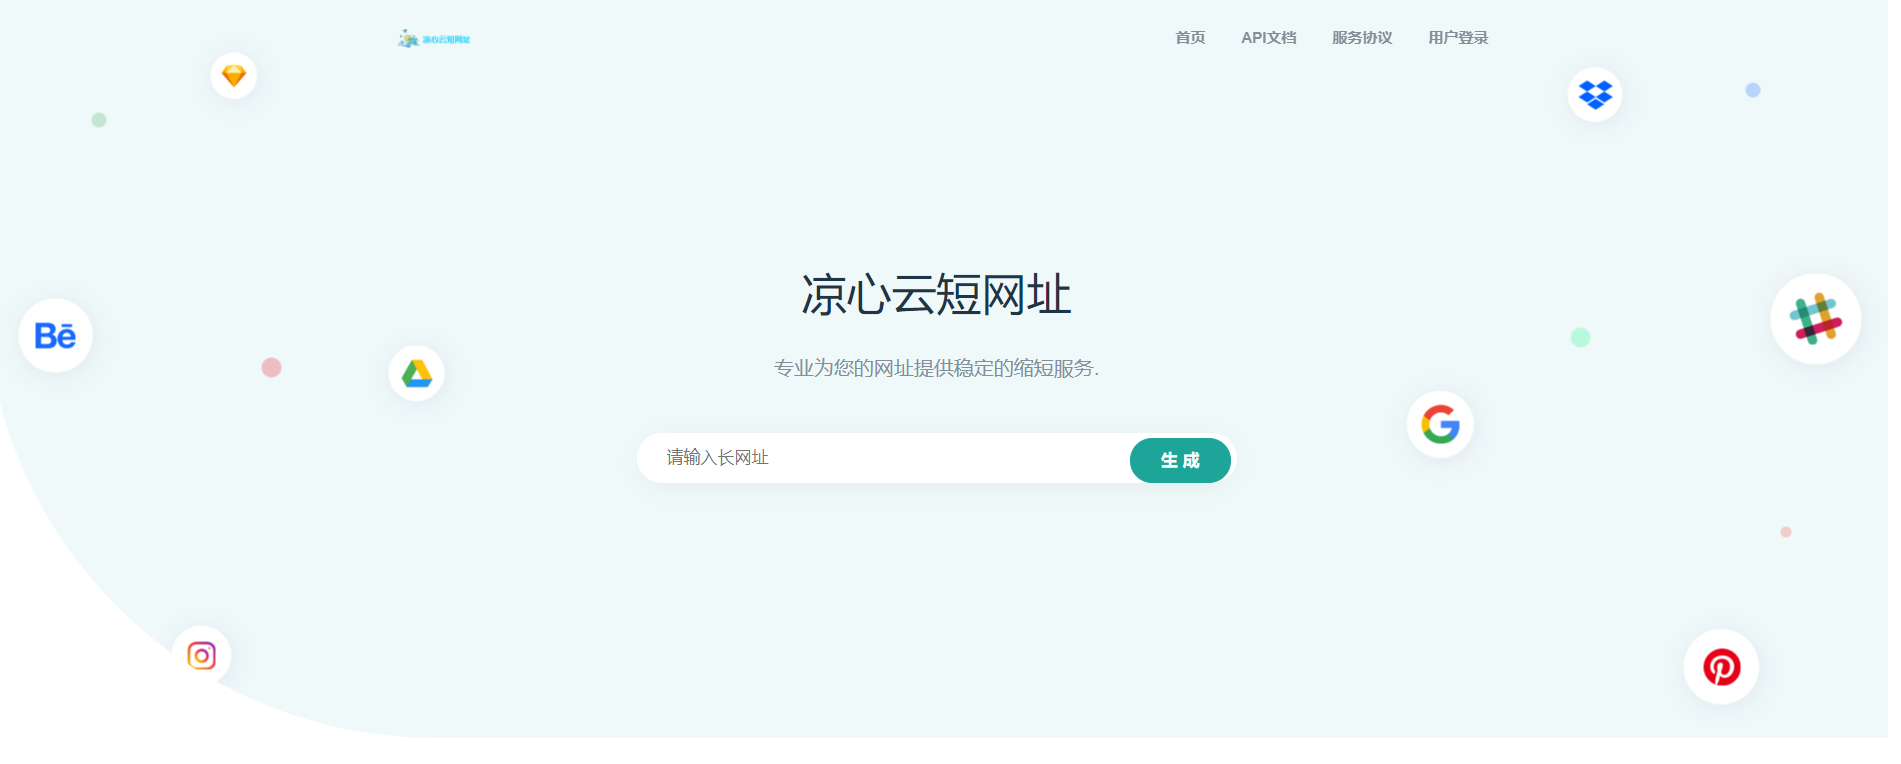 凉心云短网址
首页 API文档 服务协议 用户登录
Bē
凉心云短网址
专业为您的网址提供稳定的缩短服务.
请输入长网址
生 成